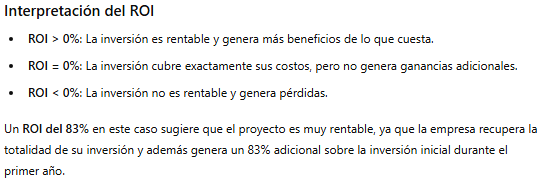 Interpretación del ROI
• ROI > 0%: La inversión es rentable y genera más beneficios de lo que cuesta.
• ROI = 0%: La inversión cubre exactamente sus costos, pero no genera ganancias adicionales.
• ROI < 0%: La inversión no es rentable y genera pérdidas.
Un ROI del 83% en este caso sugiere que el proyecto es muy rentable, ya que la empresa recupera la
totalidad de su inversión y además genera un 83% adicional sobre la inversión inicial durante el
primer año.